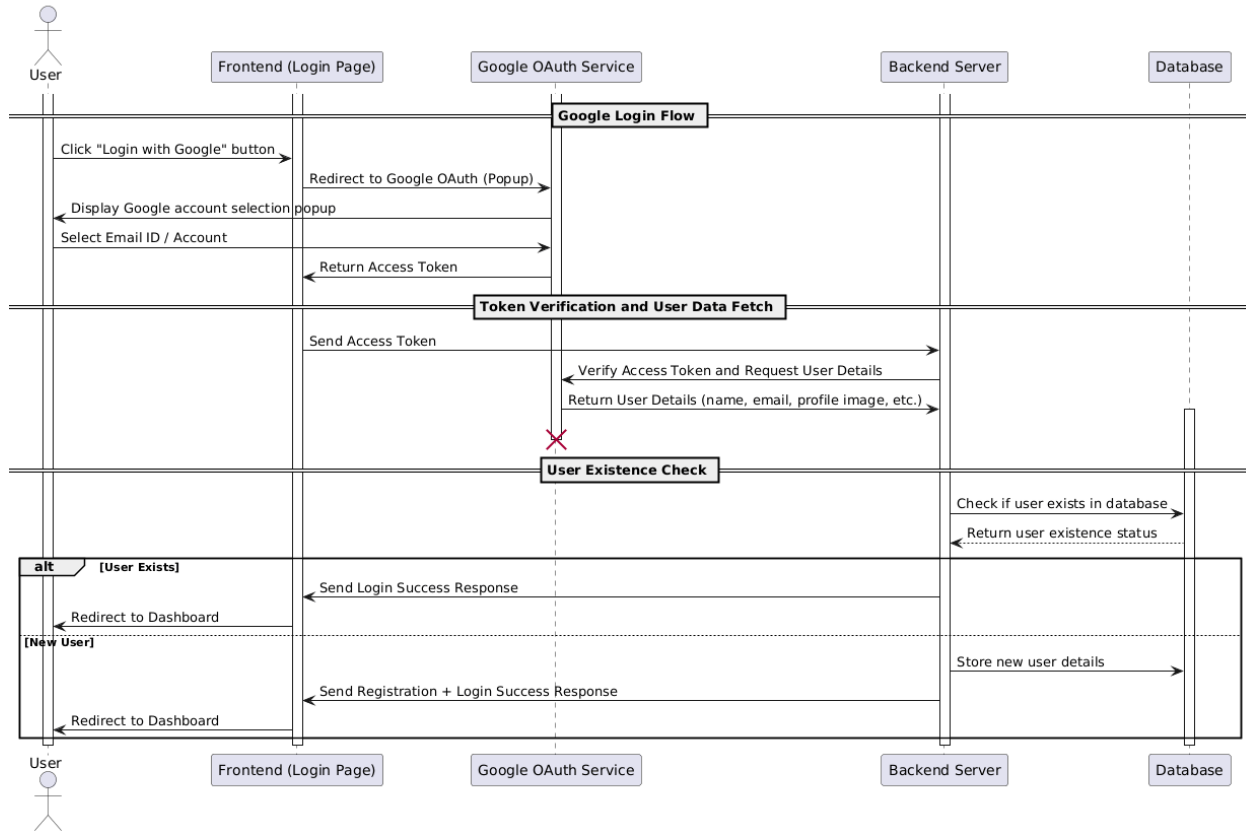 User
Frontend (Login Page)
Google OAuth Service
Backend Server
Database
Google Login Flow
Click "Login with Google" button
Redirect to Google OAuth (Popup)
Display Google account selection popup
Select Email ID / Account
Return Access Token
Token Verification and User Data Fetch
Send Access Token
Verify Access Token and Request User Details
Return User Details (name, email, profile image, etc.)
User Existence Check
Check if user exists in database
Return user existence status
alt
[User Exists]
Send Login Success Response
Redirect to Dashboard
[New User]
Store new user details
Send Registration + Login Success Response
Redirect to Dashboard
User
Frontend (Login Page)
Google OAuth Service
Backend Server
Database